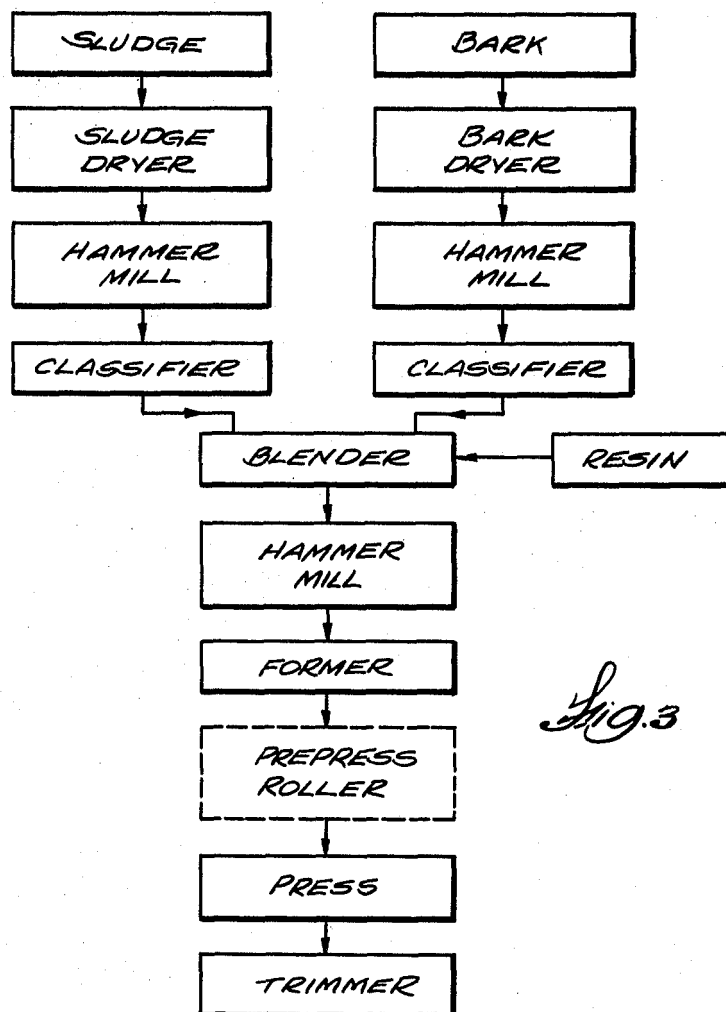 SLUDGE
BARK
SLUDGE
DRYER
BARK
DRYER
HAMMER
MILL
HAMMER
MILL
CLASSIFIER
CLASSIFIER
BLENDER
RESIN
HAMMER
MILL
FORMER
Fig.3
PREPRESS
ROLLER
PRESS
TRIMMER